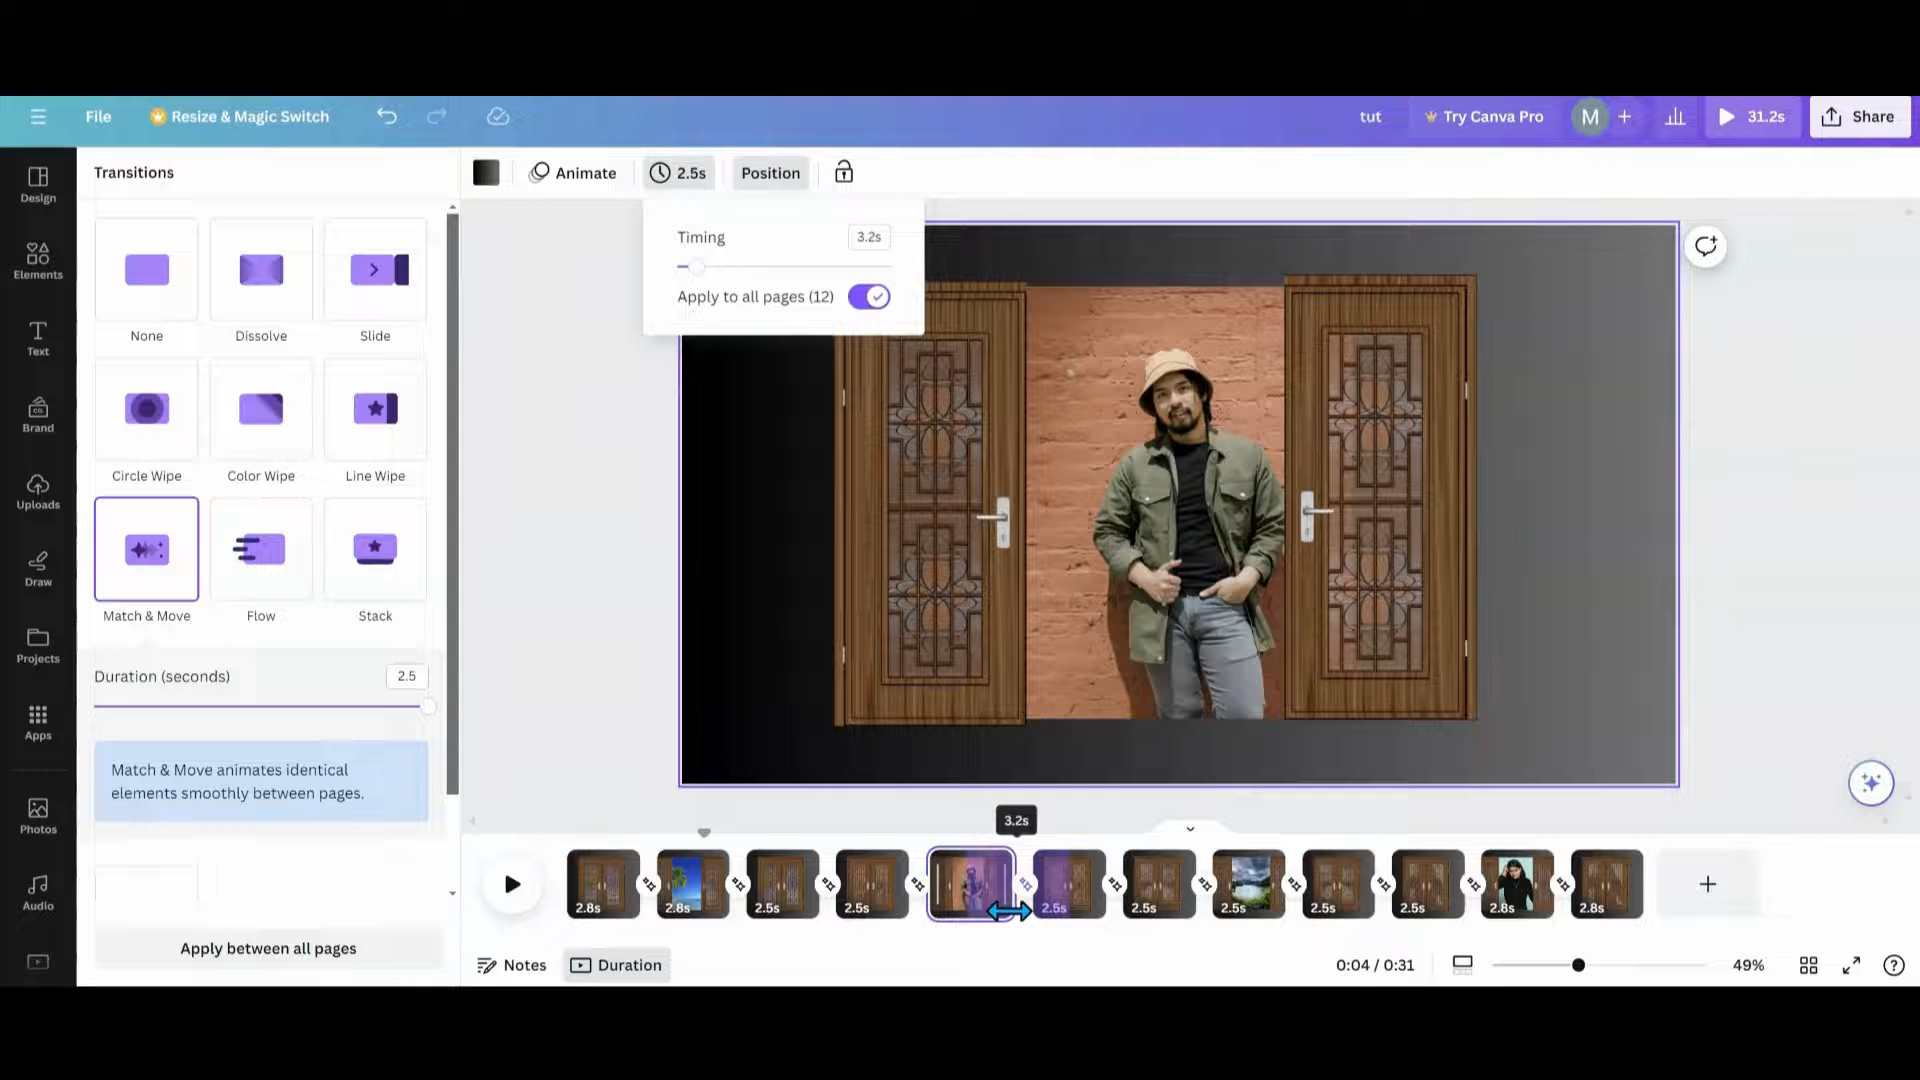 File
Resize & Magic Switch
tut
Try Canva Pro
M
31.2s
Share
Design
Elements
Text
CO.
Brand
Uploads
Draw
Projects
Apps
Photos
Audio
Transitions
None
Dissolve
Slide
Circle Wipe
Color Wipe
Line Wipe
Match & Move
Flow
Stack
Duration (seconds)
2.5
Match & Move animates identical
elements smoothly between pages.
Apply between all pages
Animate
2.5s
Position
Timing
3.2s
Apply to all pages (12)
3.2s
2.8s
2.8s
2.5s
2.5s
2.5s
2.5s
2.5s
2.5s
2.5s
2.8s
2.8s
Notes
Duration
0:04 / 0:31
49%